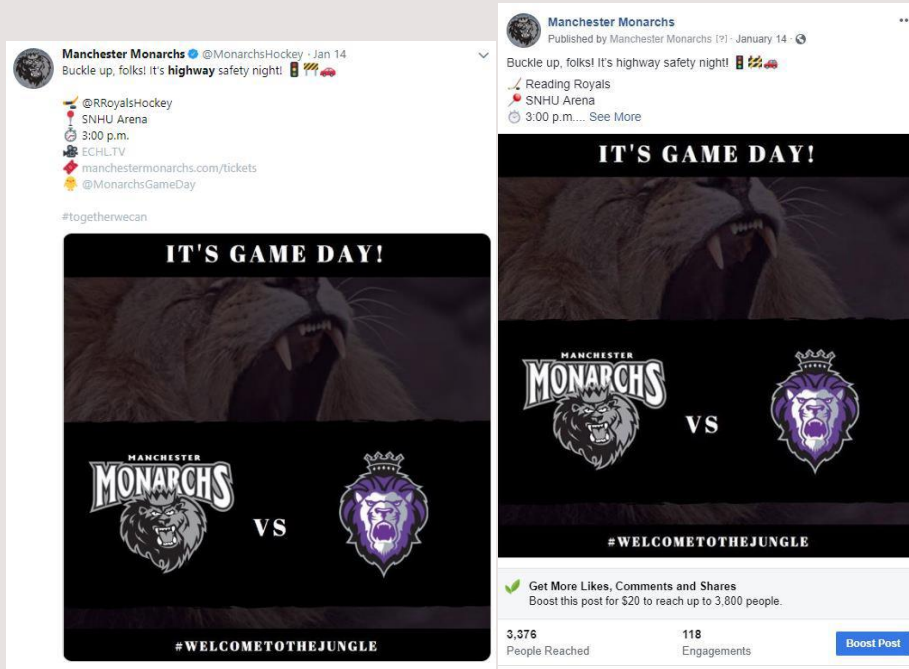 Manchester Monarchs @MonarchsHockey · Jan 14
Buckle up, folks! It's highway safety night! 🚦🚧🚗
🏒 @RRoyalsHockey
📍 SNHU Arena
⏱️ 3:00 p.m.
🎥 ECHL.TV
🎟️ manchestermonarchs.com/tickets
🐥 @MonarchsGameDay
#togetherwecan
IT'S GAME DAY!
MANCHESTER
MONARCHS
VS
#WELCOMETOTHEJUNGLE
Manchester Monarchs
Published by Manchester Monarchs [?] · January 14 ·
Buckle up, folks! It's highway safety night! 🚦🚧🚗
🏒 Reading Royals
📍 SNHU Arena
⏱️ 3:00 p.m.... See More
IT'S GAME DAY!
MANCHESTER
MONARCHS
VS
#WELCOMETOTHEJUNGLE
Get More Likes, Comments and Shares
Boost this post for $20 to reach up to 3,800 people.
3,376 118
People Reached Engagements Boost Post